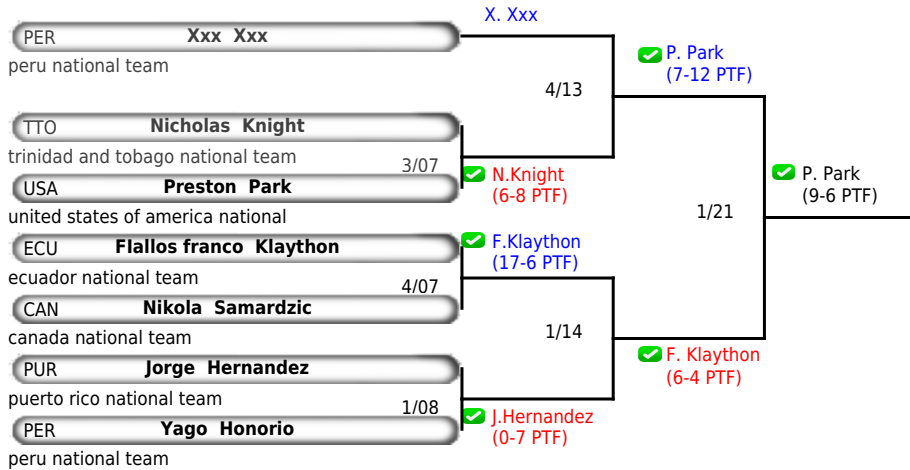 X. Xxx
PER Xxx Xxx
peru national team
P. Park
(7-12 PTF)
4/13
TTO Nicholas Knight
trinidad and tobago national team
3/07
N.Knight
(6-8 PTF)
P. Park
(9-6 PTF)
USA Preston Park
united states of america national
1/21
ECU Flallos franco Klaython
F.Klaython
(17-6 PTF)
ecuador national team
4/07
CAN Nikola Samardzic
canada national team
1/14
PUR Jorge Hernandez
F. Klaython
(6-4 PTF)
puerto rico national team
1/08
J.Hernandez
(0-7 PTF)
PER Yago Honorio
peru national team